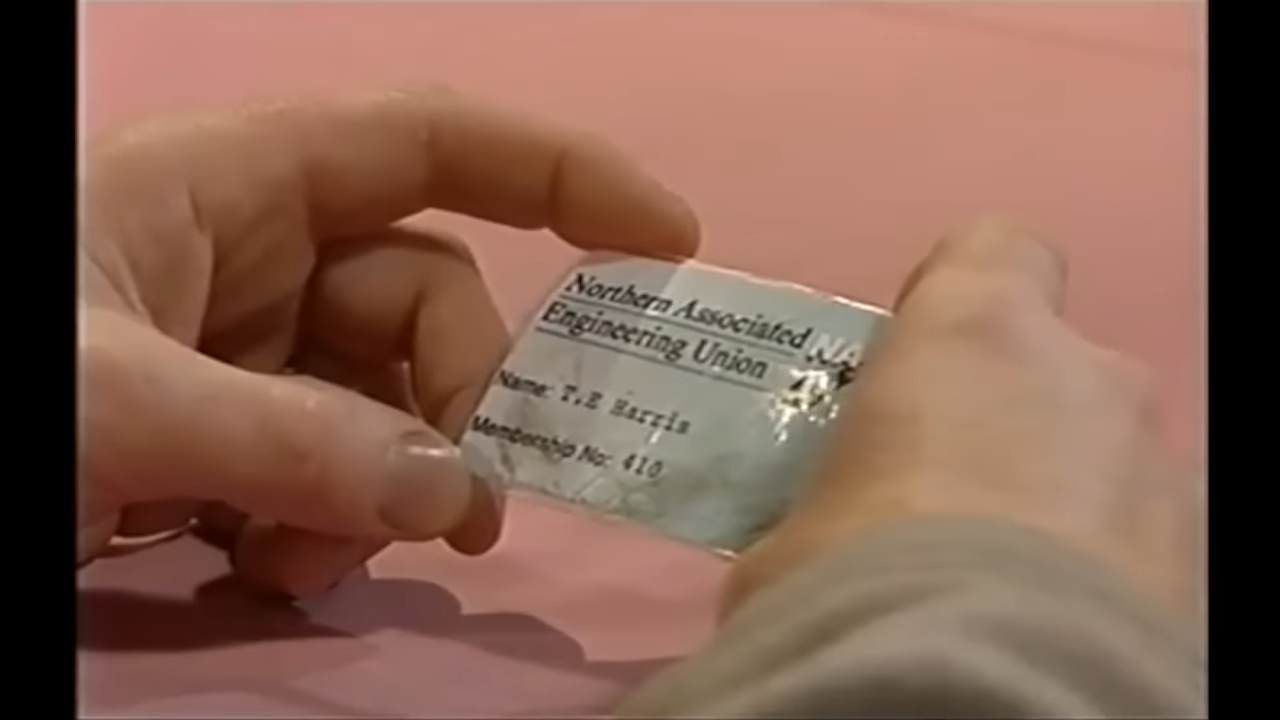 Northern Associated
Engineering Union
Name: T.E Harris
Membership No: 410